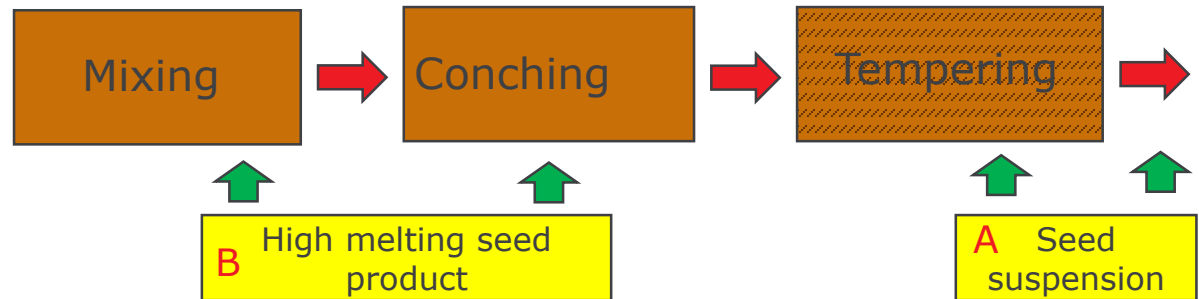 Mixing
Conching
Tempering
B
High melting seed
product
A
Seed
suspension